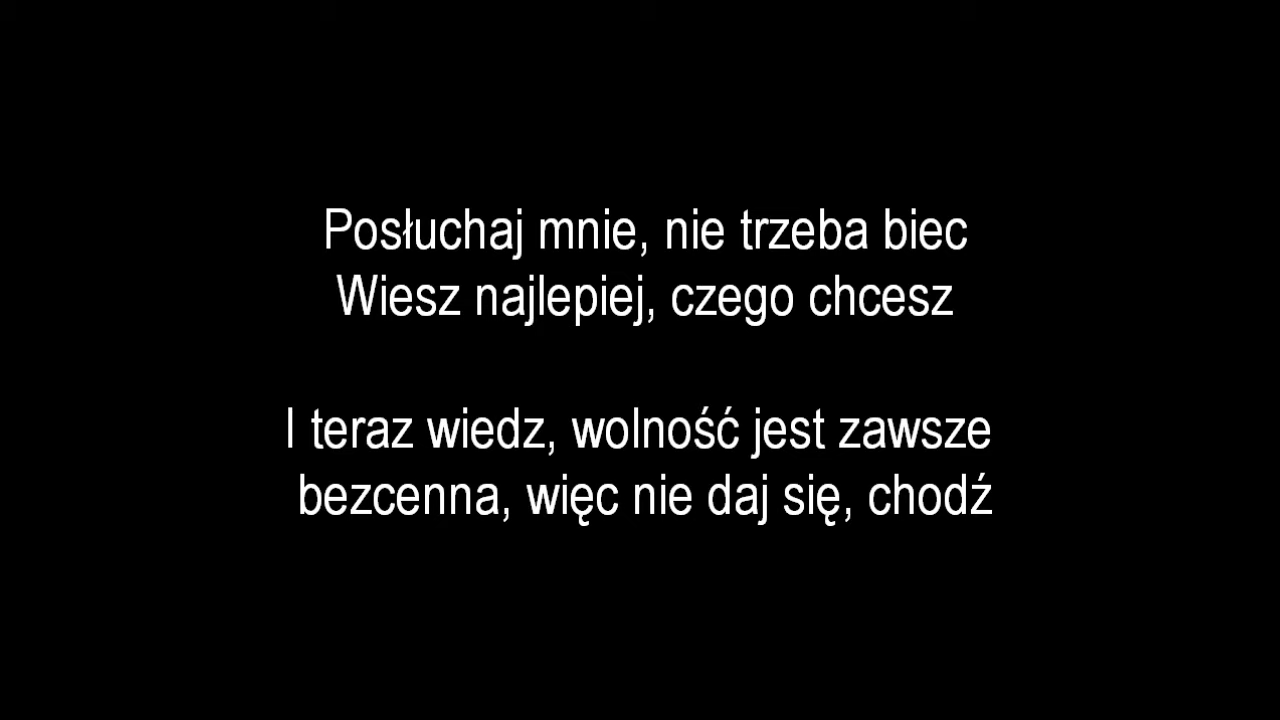 Posłuchaj mnie, nie trzeba biec
Wiesz najlepiej, czego chcesz
I teraz wiedz, wolność jest zawsze
bezcenna, więc nie daj się, chodź